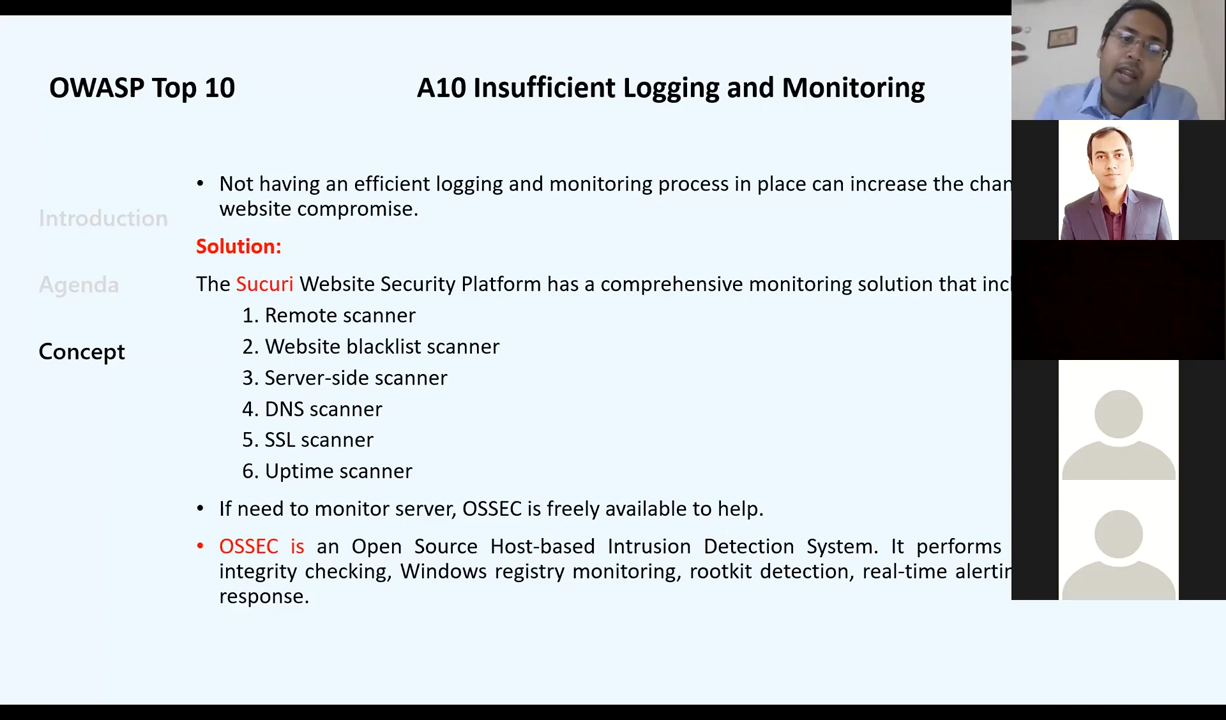 OWASP Top 10
A10 Insufficient Logging and Monitoring
Introduction
Agenda
Concept
• Not having an efficient logging and monitoring process in place can increase the
website compromise.
Solution:
The Sucuri Website Security Platform has a comprehensive monitoring solution that
1. Remote scanner
2. Website blacklist scanner
3. Server-side scanner
4. DNS scanner
5. SSL scanner
6. Uptime scanner
• If need to monitor server, OSSEC is freely available to help.
• OSSEC is an Open Source Host-based Intrusion Detection System. It performs
integrity checking, Windows registry monitoring, rootkit detection, real-time
response.